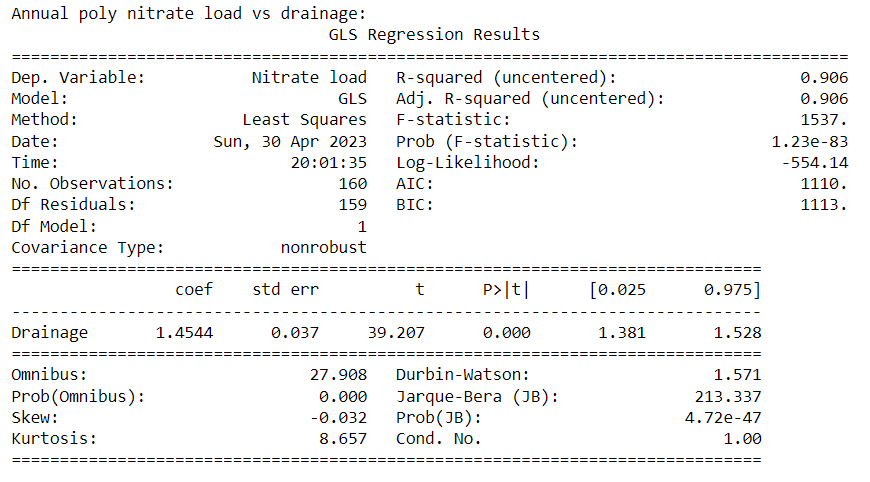 Annual poly nitrate load vs drainage:
GLS Regression Results
==============================================================================
Dep. Variable: Nitrate load R-squared (uncentered): 0.906
Model: GLS Adj. R-squared (uncentered): 0.906
Method: Least Squares F-statistic: 1537.
Date: Sun, 30 Apr 2023 Prob (F-statistic): 1.23e-83
Time: 20:01:35 Log-Likelihood: -554.14
No. Observations: 160 AIC: 1110.
Df Residuals: 159 BIC: 1113.
Df Model: 1
Covariance Type: nonrobust
==============================================================================
coef std err t P>|t| [0.025 0.975]
------------------------------------------------------------------------------
Drainage 1.4544 0.037 39.207 0.000 1.381 1.528
==============================================================================
Omnibus: 27.908 Durbin-Watson: 1.571
Prob(Omnibus): 0.000 Jarque-Bera (JB): 213.337
Skew: -0.032 Prob(JB): 4.72e-47
Kurtosis: 8.657 Cond. No. 1.00
==============================================================================